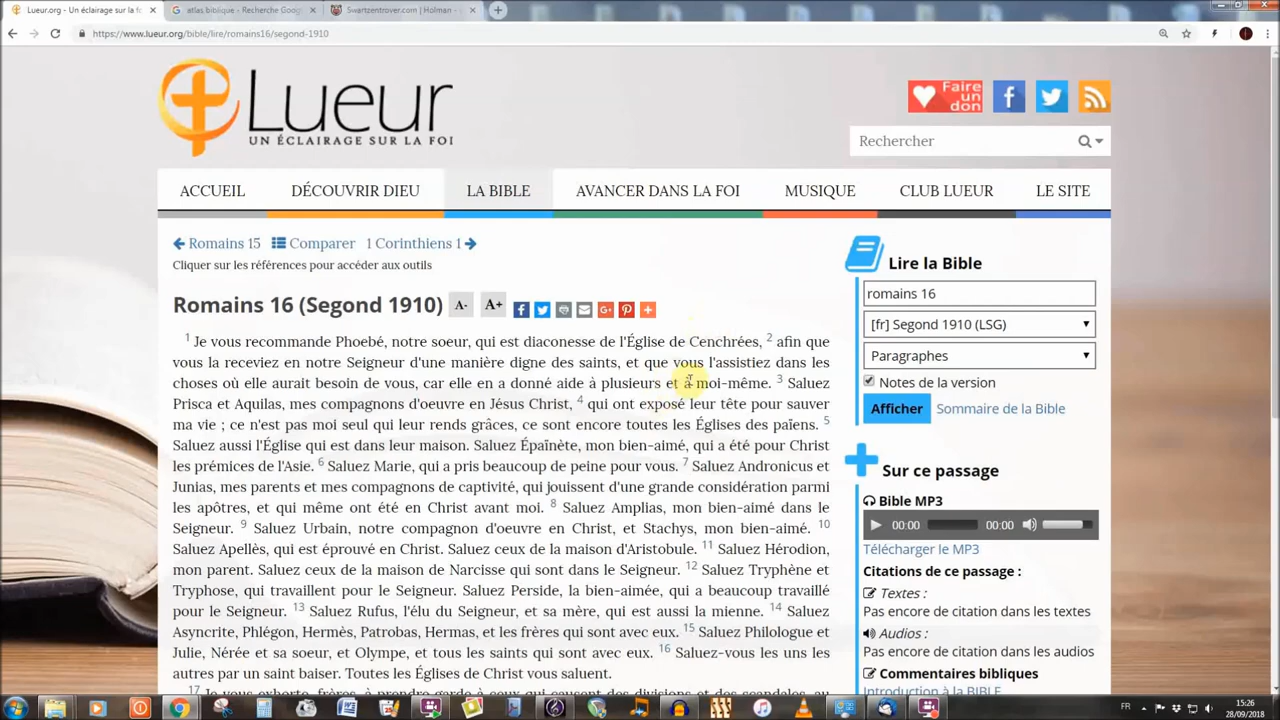 Lueur.org - Un éclairage sur la foi
atlas biblique - Recherche Goog
Swartzentrover.com | Holman -
https://www.lueur.org/bible/lire/romains16/segond-1910
Lueur
UN ÉCLAIRAGE SUR LA FOI
Faire un don
Rechercher
ACCUEIL DÉCOUVRIR DIEU LA BIBLE AVANCER DANS LA FOI MUSIQUE CLUB LUEUR LE SITE
Romains 15 Comparer 1 Corinthiens 1
Cliquer sur les références pour accéder aux outils
Romains 16 (Segond 1910) A- A+
1 Je vous recommande Phoebé, notre soeur, qui est diaconesse de l'Église de Cenchrées, 2 afin que
vous la receviez en notre Seigneur d'une manière digne des saints, et que vous l'assistiez dans les
choses où elle aurait besoin de vous, car elle en a donné aide à plusieurs et à moi-même. 3 Saluez
Prisca et Aquilas, mes compagnons d'oeuvre en Jésus Christ, 4 qui ont exposé leur tête pour sauver
ma vie ; ce n'est pas moi seul qui leur rends grâces, ce sont encore toutes les Églises des païens. 5
Saluez aussi l'Église qui est dans leur maison. Saluez Épaïnète, mon bien-aimé, qui a été pour Christ
les prémices de l'Asie. 6 Saluez Marie, qui a pris beaucoup de peine pour vous. 7 Saluez Andronicus et
Junias, mes parents et mes compagnons de captivité, qui jouissent d'une grande considération parmi
les apôtres, et qui même ont été en Christ avant moi. 8 Saluez Amplias, mon bien-aimé dans le
Seigneur. 9 Saluez Urbain, notre compagnon d'oeuvre en Christ, et Stachys, mon bien-aimé. 10
Saluez Apellès, qui est éprouvé en Christ. Saluez ceux de la maison d'Aristobule. 11 Saluez Hérodion,
mon parent. Saluez ceux de la maison de Narcisse qui sont dans le Seigneur. 12 Saluez Tryphène et
Tryphose, qui travaillent pour le Seigneur. Saluez Perside, la bien-aimée, qui a beaucoup travaillé
pour le Seigneur. 13 Saluez Rufus, l'élu du Seigneur, et sa mère, qui est aussi la mienne. 14 Saluez
Asyncrite, Phlégon, Hermès, Patrobas, Hermas, et les frères qui sont avec eux. 15 Saluez Philologue et
Julie, Nérée et sa soeur, et Olympe, et tous les saints qui sont avec eux. 16 Saluez-vous les uns les
autres par un saint baiser. Toutes les Églises de Christ vous saluent.
17 Je vous exhorte, frères, à prendre garde à ceux qui causent des divisions et des scandales, au
Lire la Bible
romains 16
[fr] Segond 1910 (LSG)
Paragraphes
Notes de la version
Afficher Sommaire de la Bible
Sur ce passage
Bible MP3
00:00 00:00
Télécharger le MP3
Citations de ce passage :
Textes :
Pas encore de citation dans les textes
Audios :
Pas encore de citation dans les audios
Commentaires bibliques
Introduction à la BIBLE
FR
15:26
28/09/2018